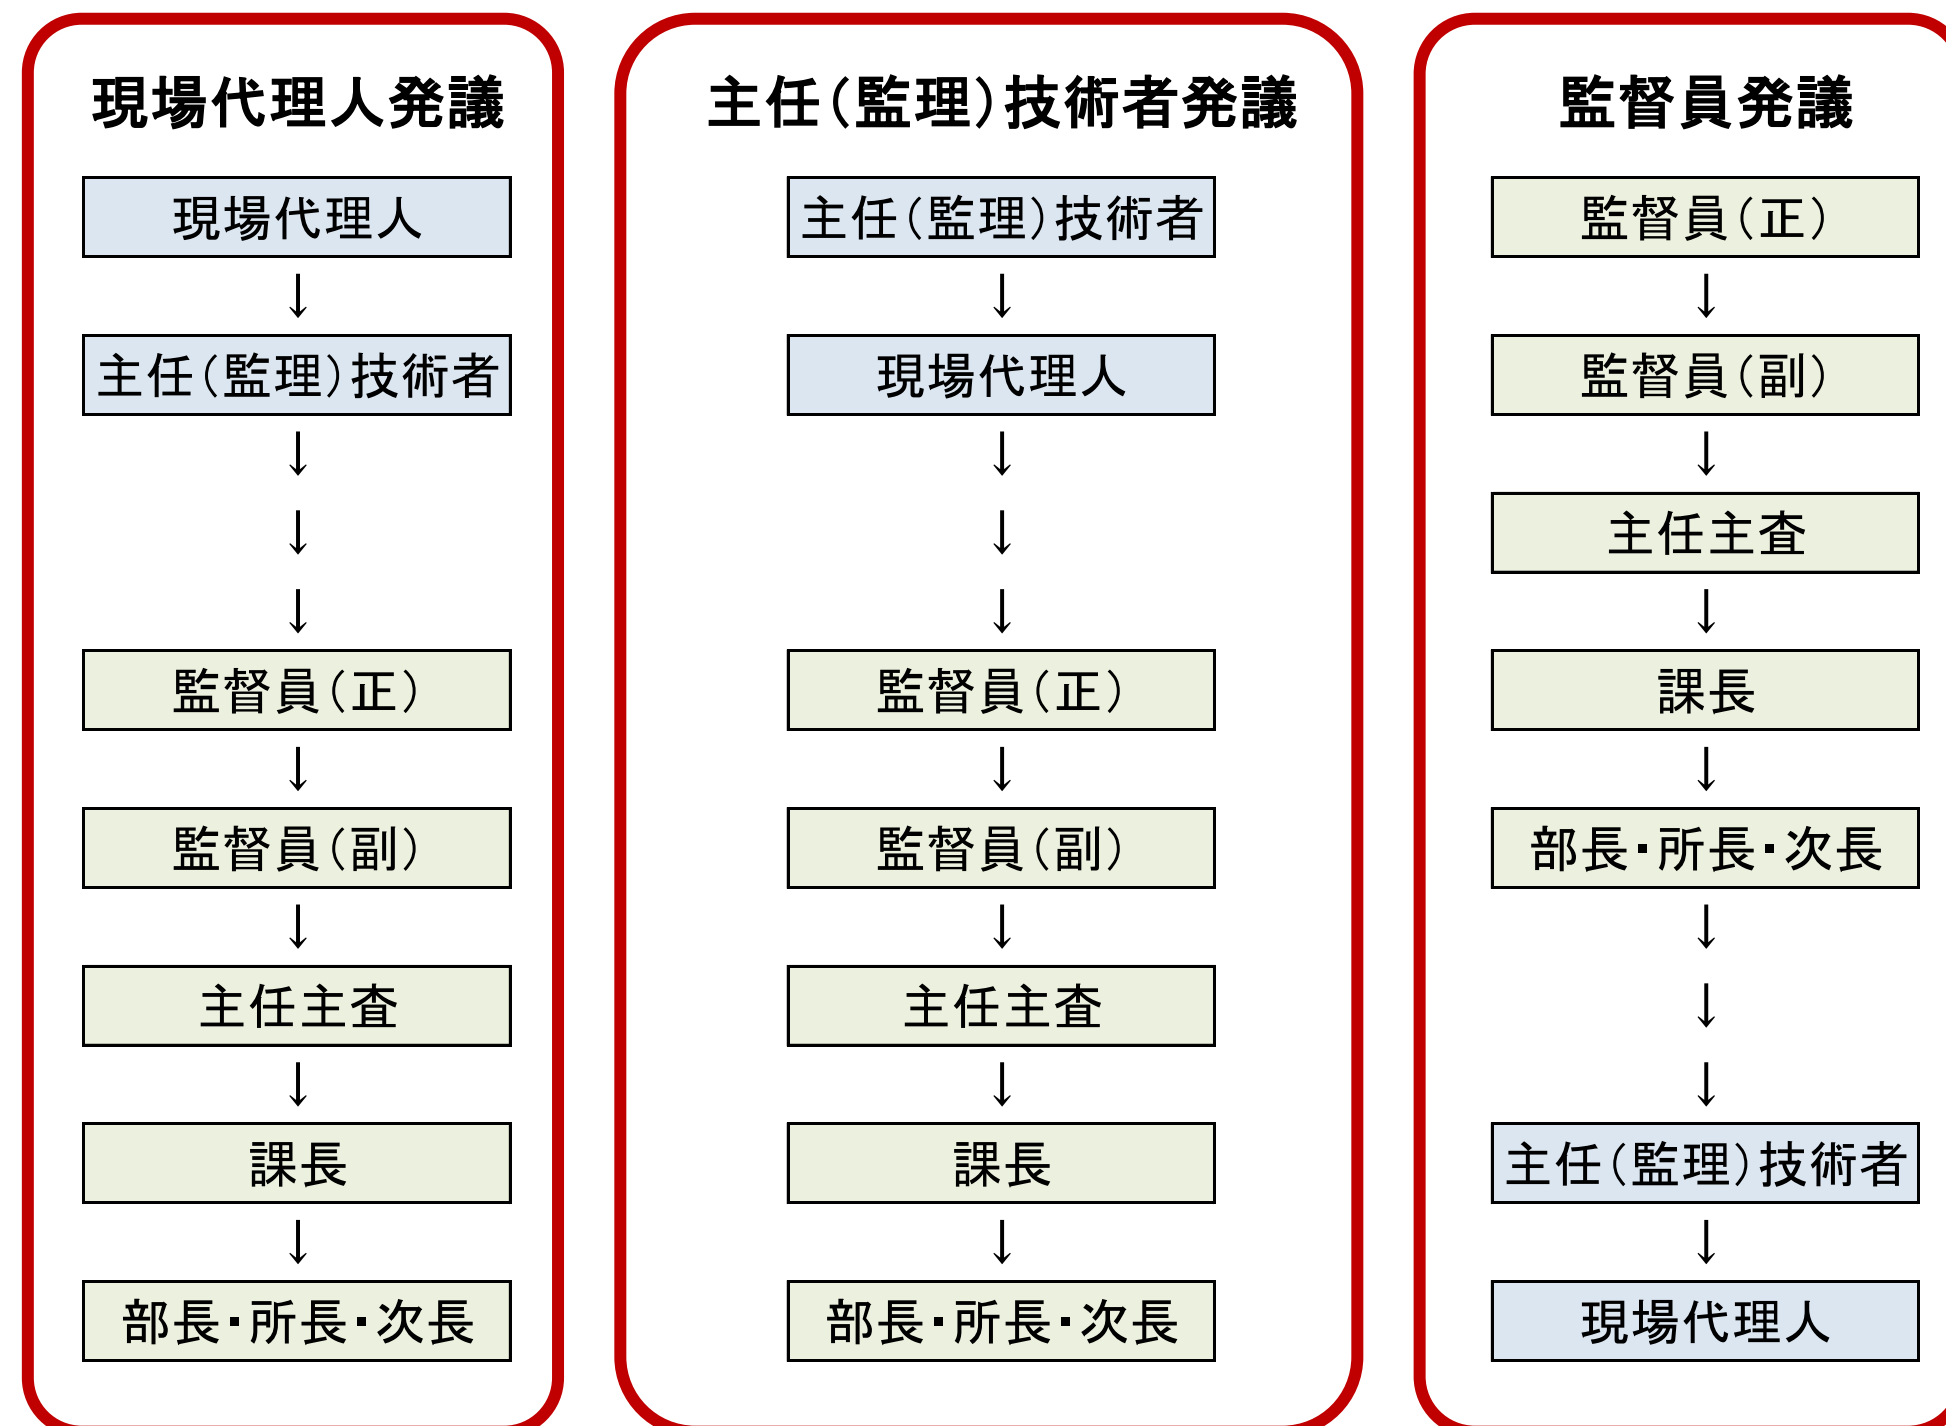 現場代理人発議
現場代理人
↓
主任(監理)技術者
↓
↓
↓
監督員(正)
↓
監督員(副)
↓
主任主査
↓
課長
↓
部長・所長・次長
主任(監理)技術者発議
主任(監理)技術者
↓
現場代理人
↓
↓
↓
監督員(正)
↓
監督員(副)
↓
主任主査
↓
課長
↓
部長・所長・次長
監督員発議
監督員(正)
↓
監督員(副)
↓
主任主査
↓
課長
↓
部長・所長・次長
↓
↓
↓
主任(監理)技術者
↓
現場代理人